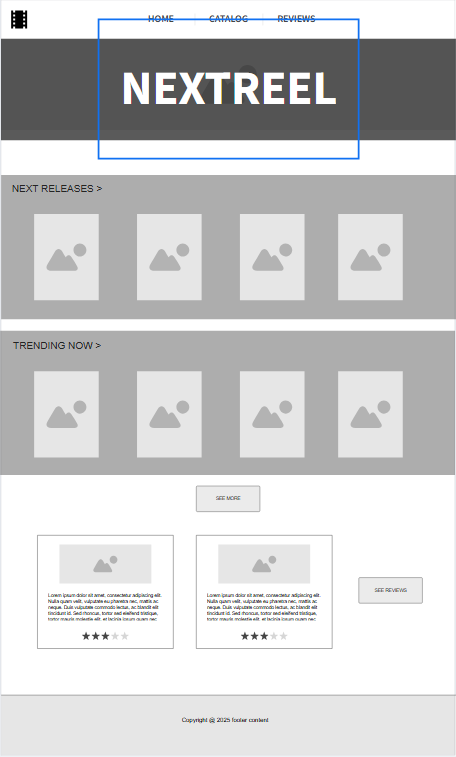 HOME CATALOG REVIEWS
NEXTREEL
NEXT RELEASES >
TRENDING NOW >
SEE MORE
Lorem ipsum dolor sit amet, consectetur adipiscing elit.
Nulla quam velit, vulputate eu pharetra nec, mattis ac
neque. Duis vulputate commodo lectus, ac blandit elit
tincidunt id. Sed rhoncus, tortor sed eleifend tristique,
tortor mauris molestie elit, et lacinia ipsum quam nec
Lorem ipsum dolor sit amet, consectetur adipiscing elit.
Nulla quam velit, vulputate eu pharetra nec, mattis ac
neque. Duis vulputate commodo lectus, ac blandit elit
tincidunt id. Sed rhoncus, tortor sed eleifend tristique,
tortor mauris molestie elit, et lacinia ipsum quam nec
SEE REVIEWS
Copyright @ 2025 footer content